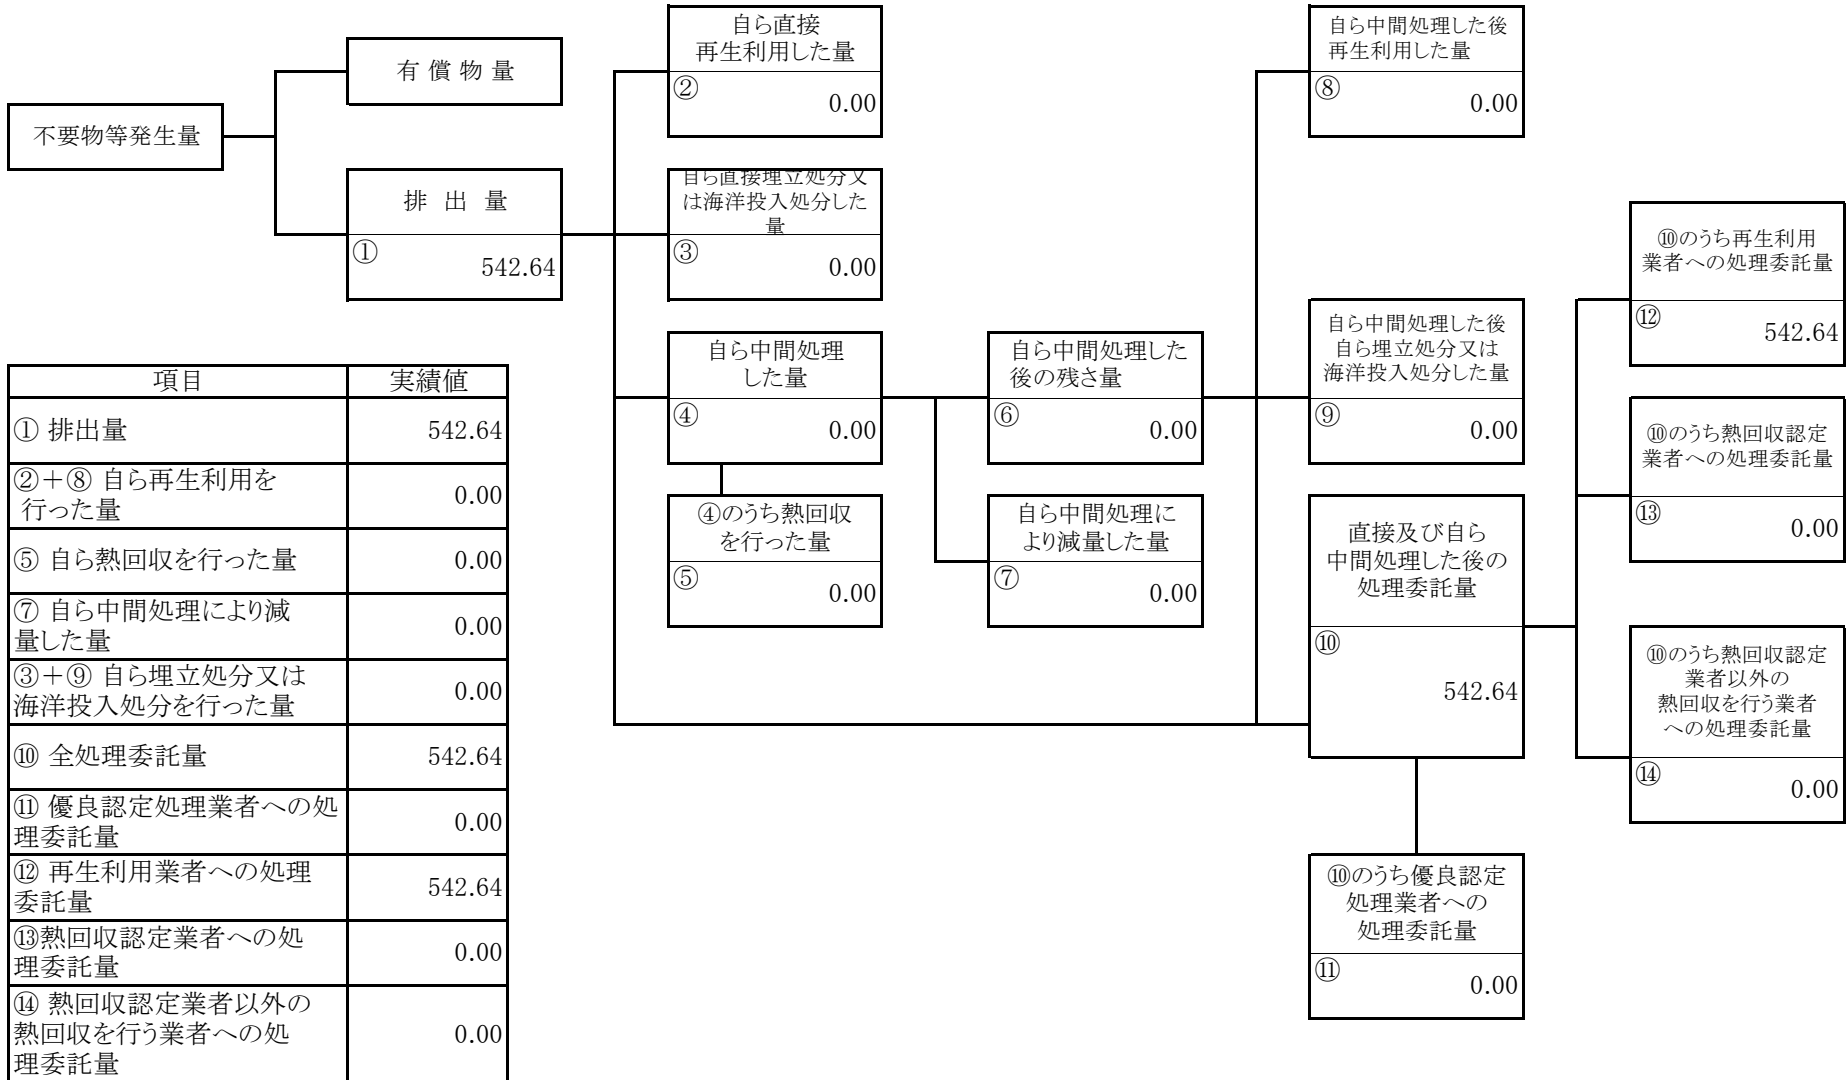 不要物等発生量
有 償 物 量
排 出 量
①
542.64
自ら直接
再生利用した量
②
0.00
自ら直接埋立処分又
は海洋投入処分した
量
③
0.00
自ら中間処理
した量
④
0.00
④のうち熱回収
を行った量
⑤
0.00
自ら中間処理した
後の残さ量
⑥
0.00
自ら中間処理に
より減量した量
⑦
0.00
自ら中間処理した後
再生利用した量
⑧
0.00
自ら中間処理した後
自ら埋立処分又は
海洋投入処分した量
⑨
0.00
直接及び自ら
中間処理した後の
処理委託量
⑩
542.64
⑩のうち優良認定
処理業者への
処理委託量
⑪
0.00
⑩のうち再生利用
業者への処理委託量
⑫
542.64
⑩のうち熱回収認定
業者への処理委託量
⑬
0.00
⑩のうち熱回収認定
業者以外の
熱回収を行う業者
への処理委託量
⑭
0.00
項目 実績値
① 排出量 542.64
②＋⑧ 自ら再生利用を
行った量 0.00
⑤ 自ら熱回収を行った量 0.00
⑦ 自ら中間処理により減
量した量 0.00
③＋⑨ 自ら埋立処分又は
海洋投入処分を行った量 0.00
⑩ 全処理委託量 542.64
⑪ 優良認定処理業者への処
理委託量 0.00
⑫ 再生利用業者への処理
委託量 542.64
⑬熱回収認定業者への処
理委託量 0.00
⑭ 熱回収認定業者以外の
熱回収を行う業者への処
理委託量 0.00